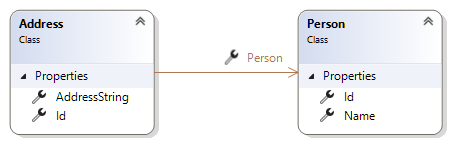 Address
Class
Properties
AddressString
Id
Person
Person
Class
Properties
Id
Name